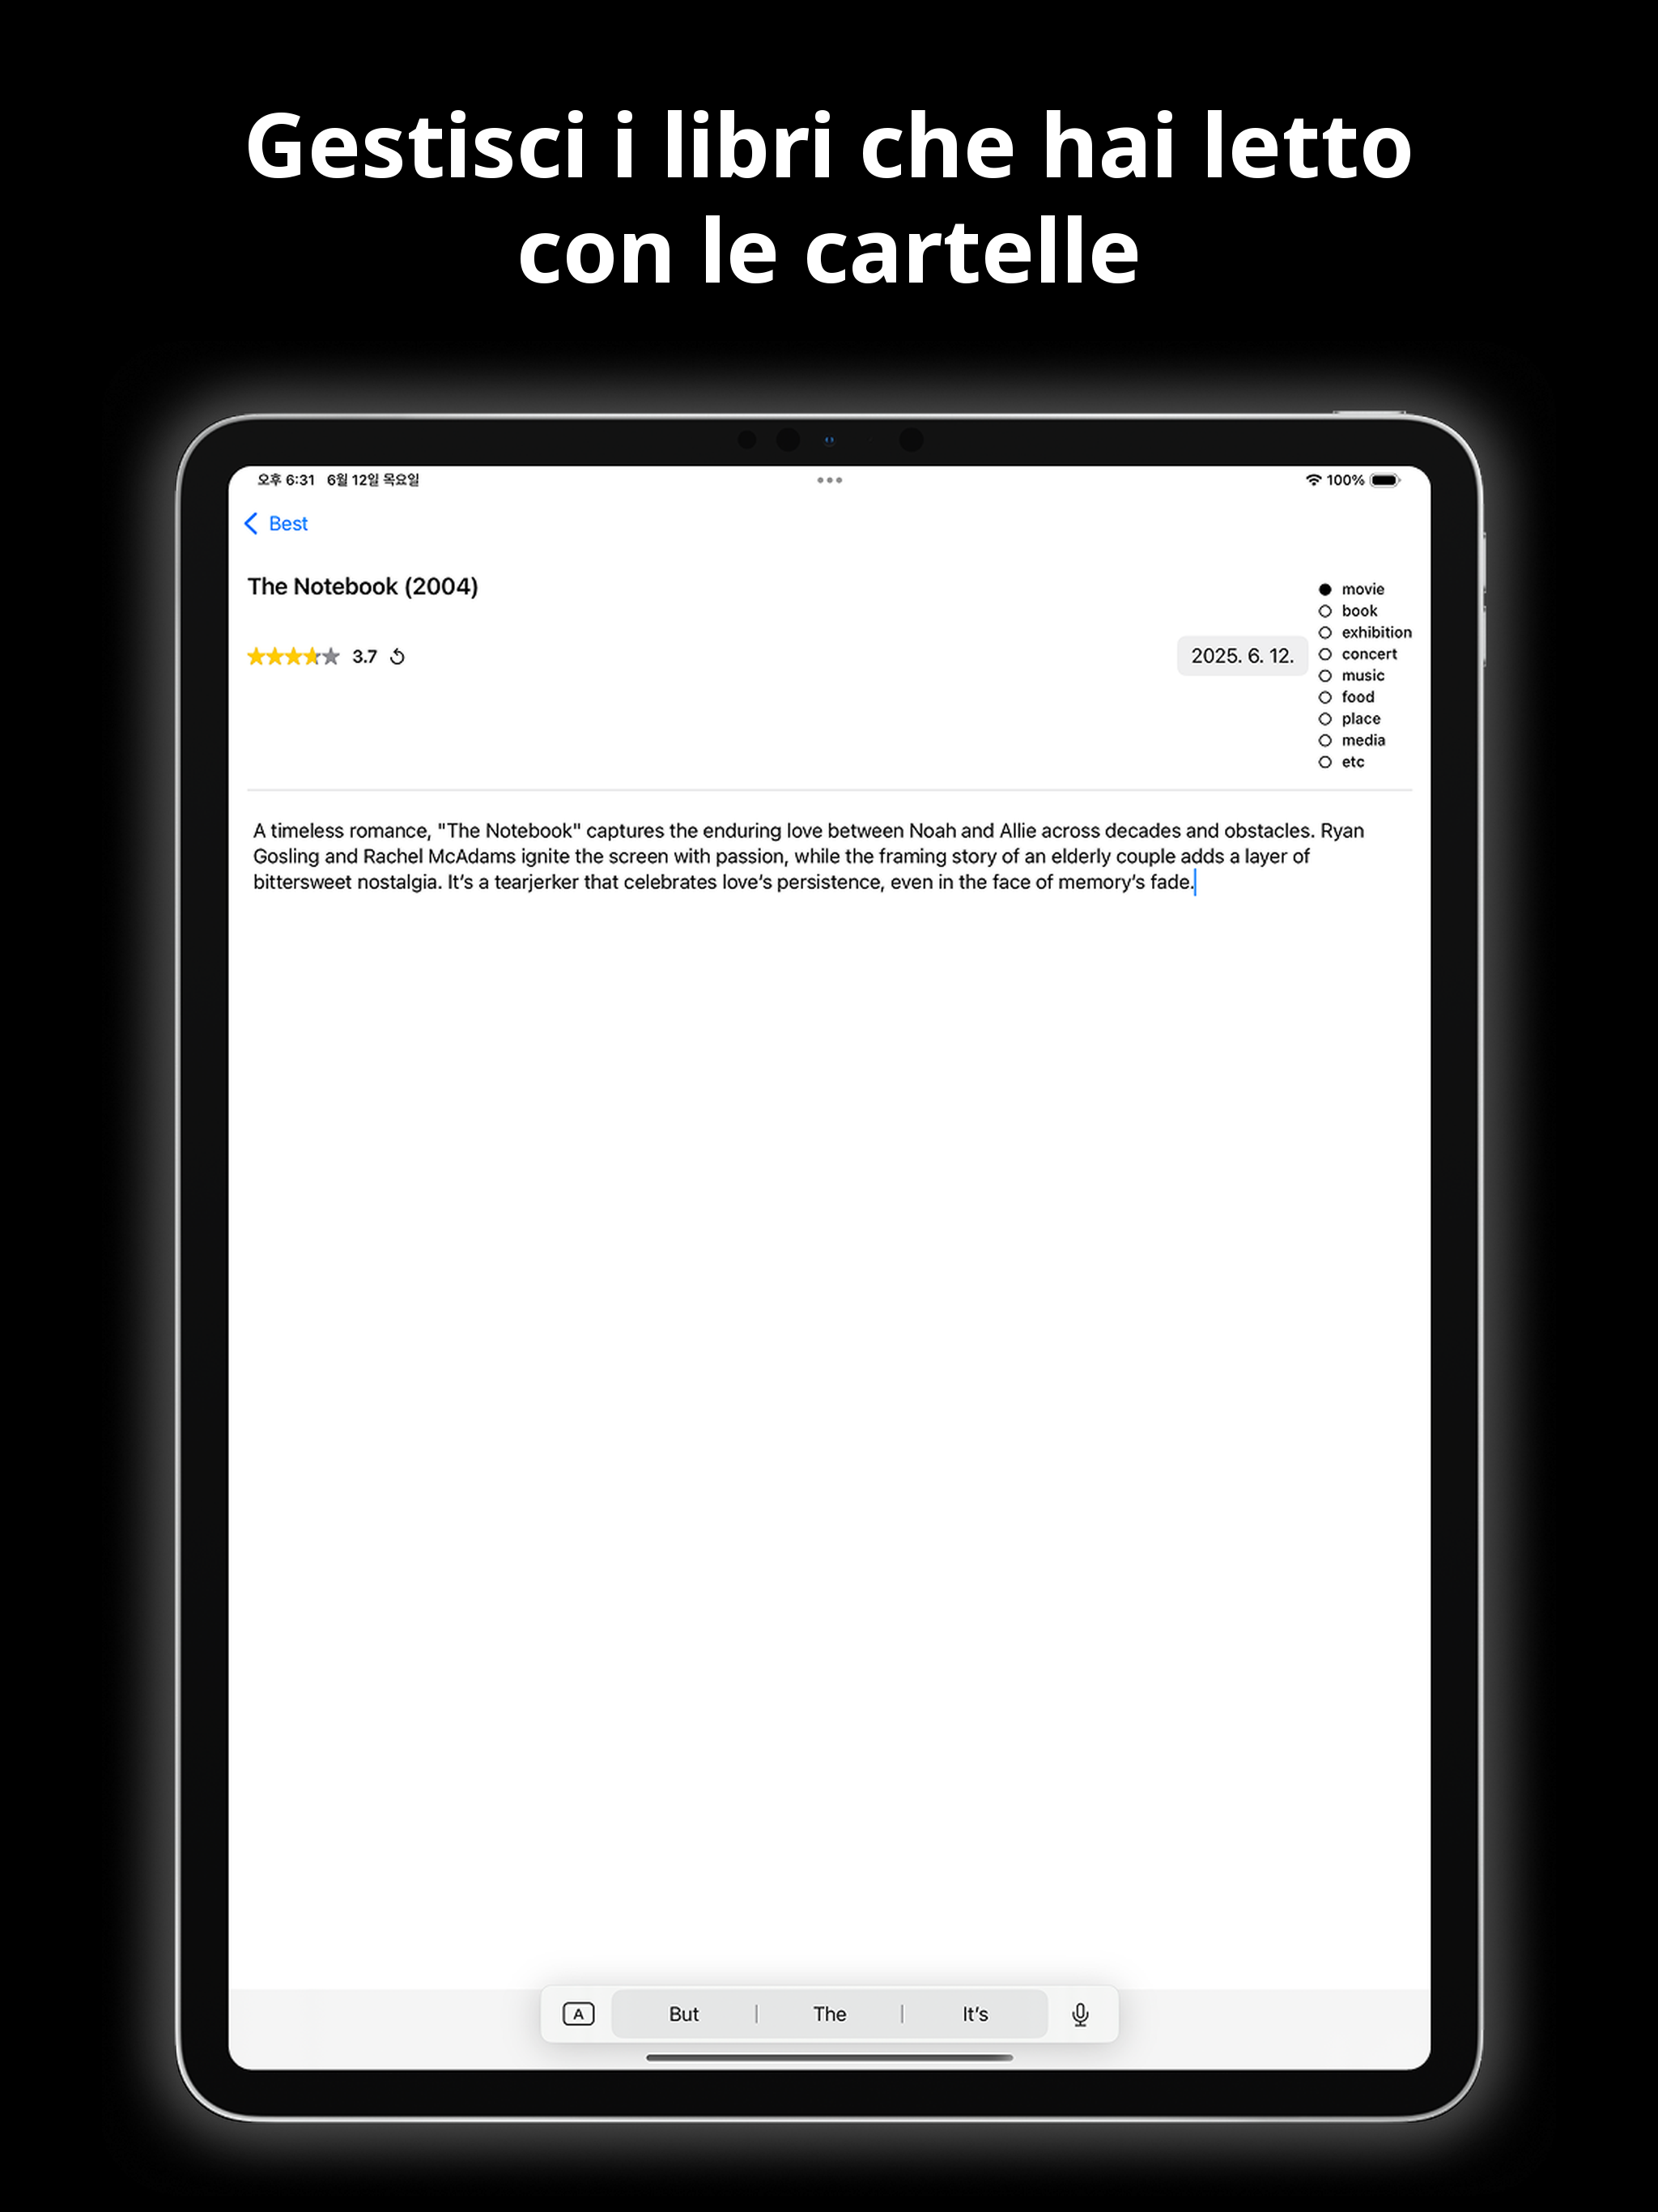 Gestisci i libri che hai letto
con le cartelle
오후 6:31 6월 12일 목요일
100%
Best
The Notebook (2004)
3.7
2025. 6. 12.
movie
book
exhibition
concert
music
food
place
media
etc
A timeless romance, "The Notebook" captures the enduring love between Noah and Allie across decades and obstacles. Ryan
Gosling and Rachel McAdams ignite the screen with passion, while the framing story of an elderly couple adds a layer of
bittersweet nostalgia. It’s a tearjerker that celebrates love’s persistence, even in the face of memory’s fade.
A
But
The
It’s